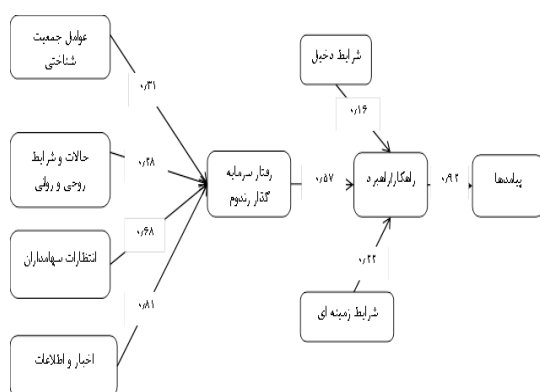 عوامل جمعیت
شناختی
۰٫۳۱
حالات و شرایط
روحی و روانی
۰٫۲۸
انتظارات سهامداران
۰٫۶۸
اخبار و اطلاعات
۰٫۸۱
رفتار سرمایه
گذار رندوم
۰٫۵۷
شرایط دخیل
۰٫۱۶
راهکار/راهبرد
۰٫۹۲
پیامدها
۰٫۲۲
شرایط زمینه ای